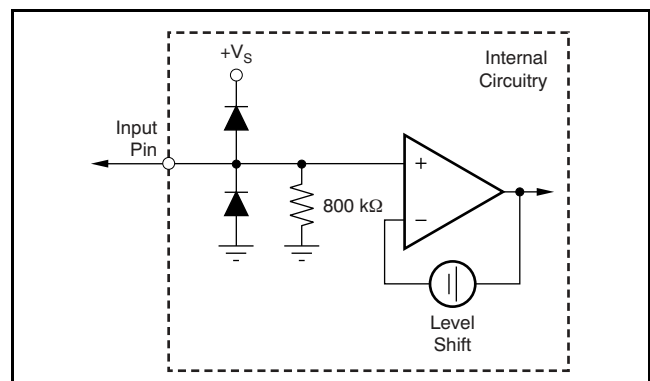 +VS
Internal
Circuitry
Input
Pin
+
800 kΩ
−
Level
Shift